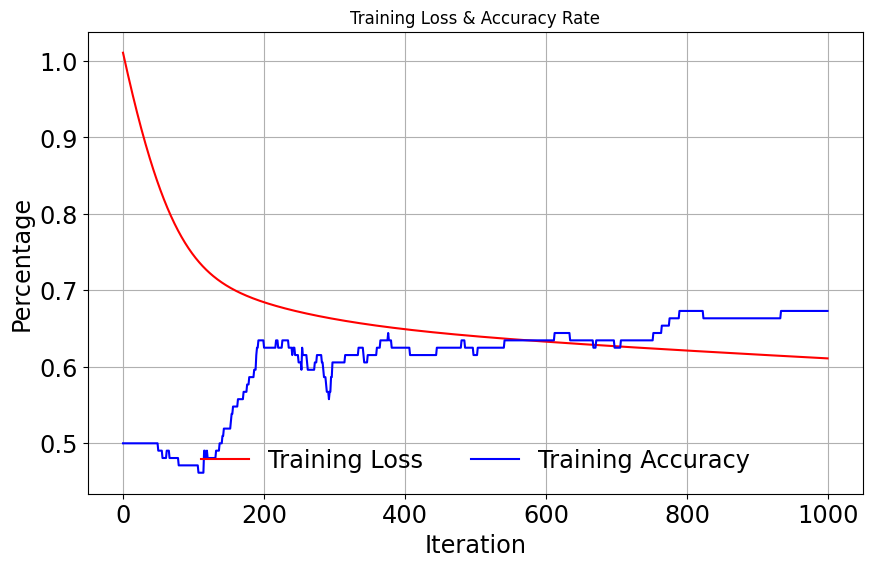 Training Loss & Accuracy Rate
1.0
0.9
0.8
0.7
0.6
0.5
Percentage
Training Loss
Training Accuracy
0 200 400 600 800 1000
Iteration